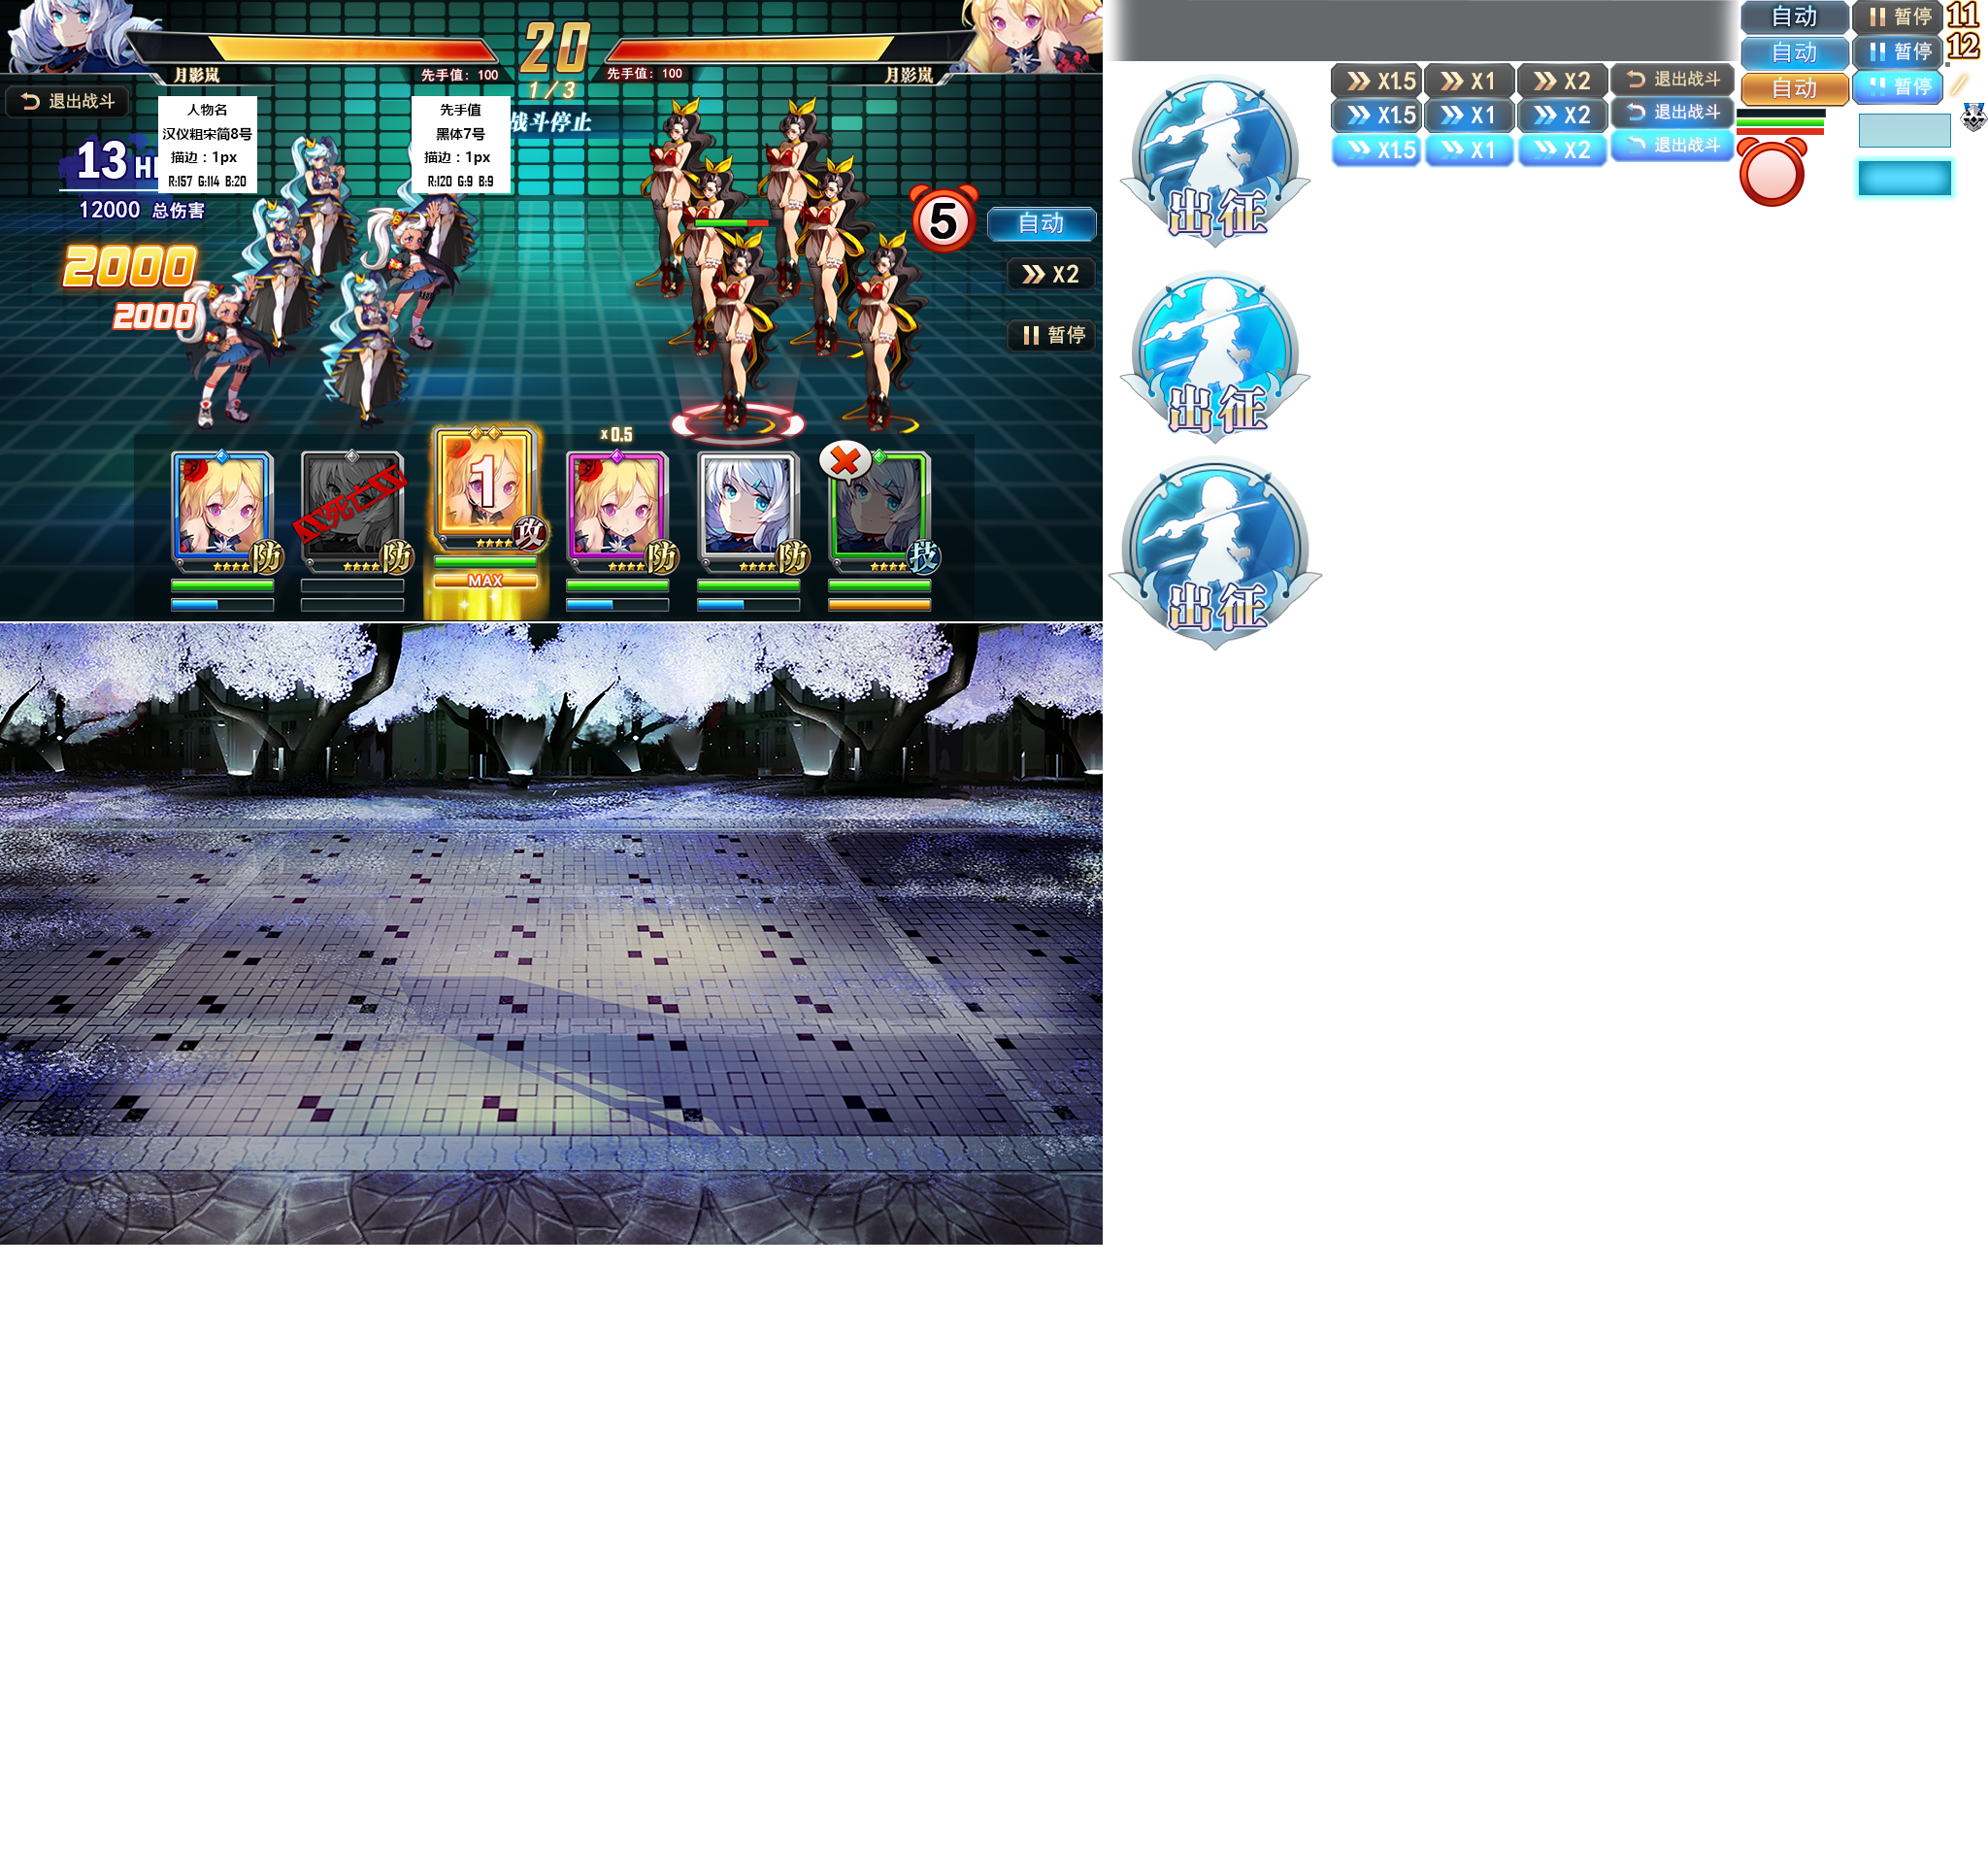 20
先手值：100
先手值：100
月影岚
月影岚
1 / 3
退出战斗
战斗停止
人物名
汉仪粗宋简8号
描边：1px
R:157 G:114 B:20
先手值
黑体7号
描边：1px
R:120 G:9 B:9
13
12000 总伤害
2000
2000
5
自动
X2
暂停
x0.5
死亡
1
防
防
攻
防
防
技
MAX
出征
出征
出征
X1.5 X1 X2 退出战斗
X1.5 X1 X2 退出战斗
X1.5 X1 X2 退出战斗
自动 暂停 11
自动 暂停 12
自动 暂停 /